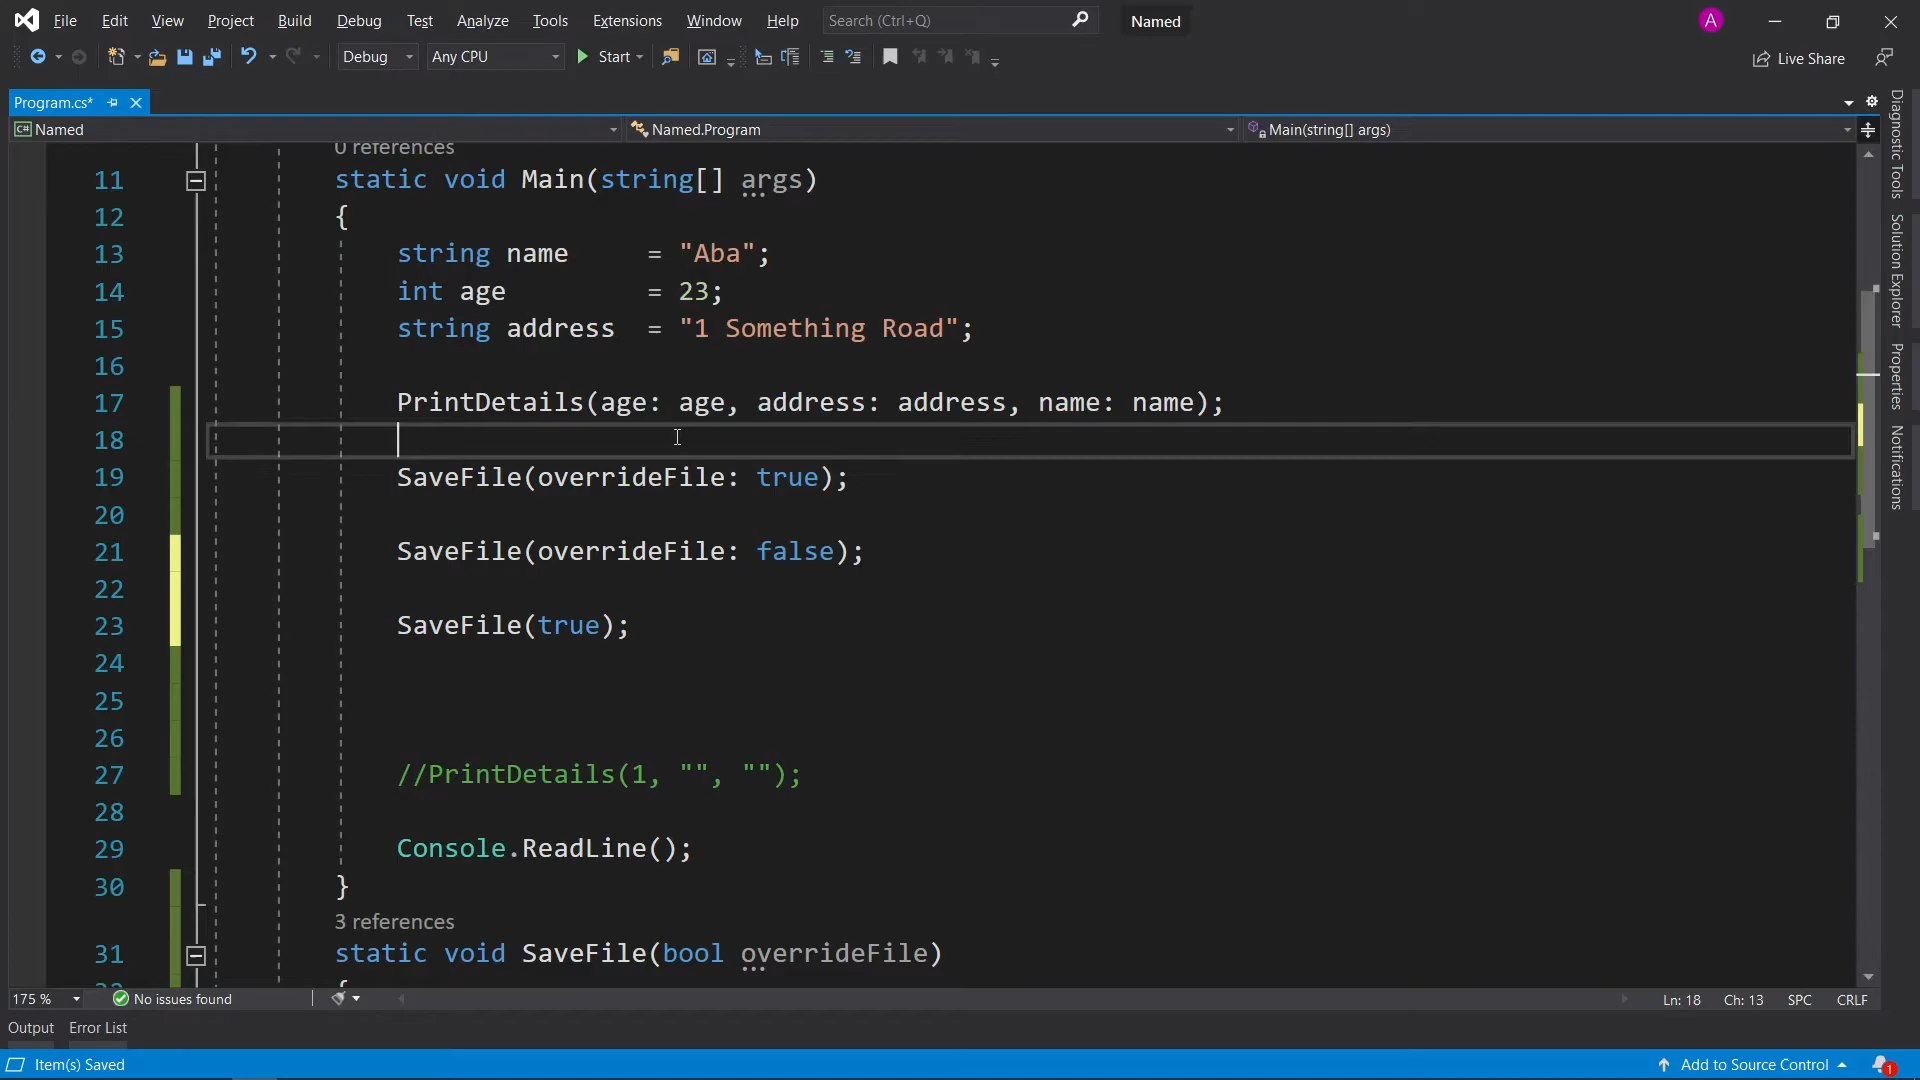 File Edit View Project Build Debug Test Analyze Tools Extensions Window Help Search (Ctrl+Q) Named A
Debug Any CPU Start Live Share
Program.cs*
C# Named Named.Program Main(string[] args)
0 references
11 static void Main(string[] args)
12 {
13 string name = "Aba";
14 int age = 23;
15 string address = "1 Something Road";
16
17 PrintDetails(age: age, address: address, name: name);
18
19 SaveFile(overrideFile: true);
20
21 SaveFile(overrideFile: false);
22
23 SaveFile(true);
24
25
26
27 //PrintDetails(1, "", "");
28
29 Console.ReadLine();
30 }
3 references
31 static void SaveFile(bool overrideFile)
{
Diagnostic Tools
Solution Explorer
Properties
Notifications
175 % No issues found Ln: 18 Ch: 13 SPC CRLF
Output Error List
Item(s) Saved Add to Source Control 1